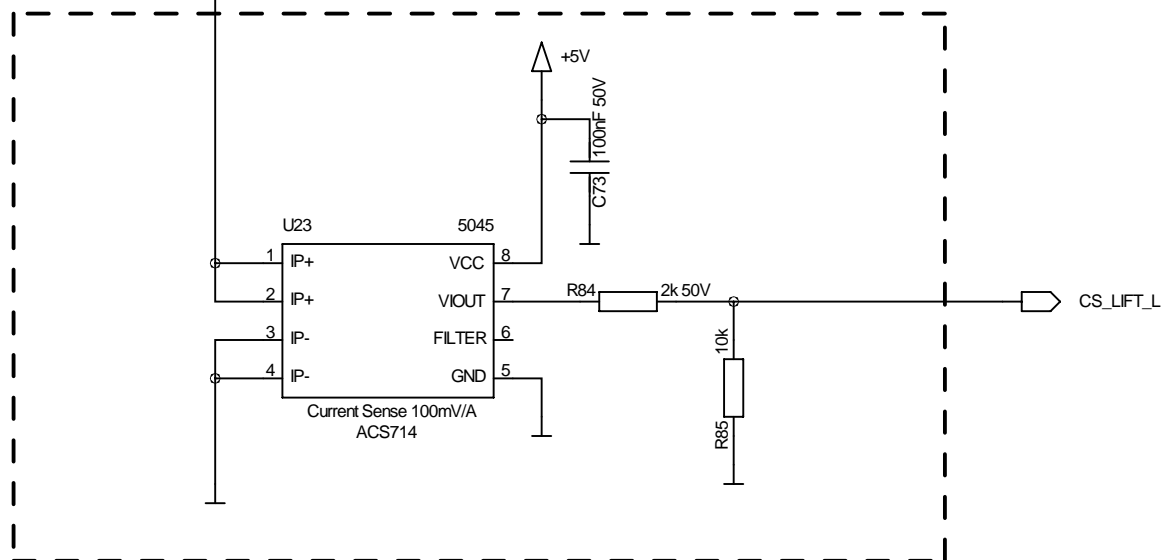 +5V
100nF 50V
C73
U23
5045
1
IP+
VCC
8
2
IP+
VIOUT
7
R84
2k 50V
CS_LIFT_L
3
IP-
FILTER
6
10k
4
IP-
GND
5
Current Sense 100mV/A
ACS714
R85